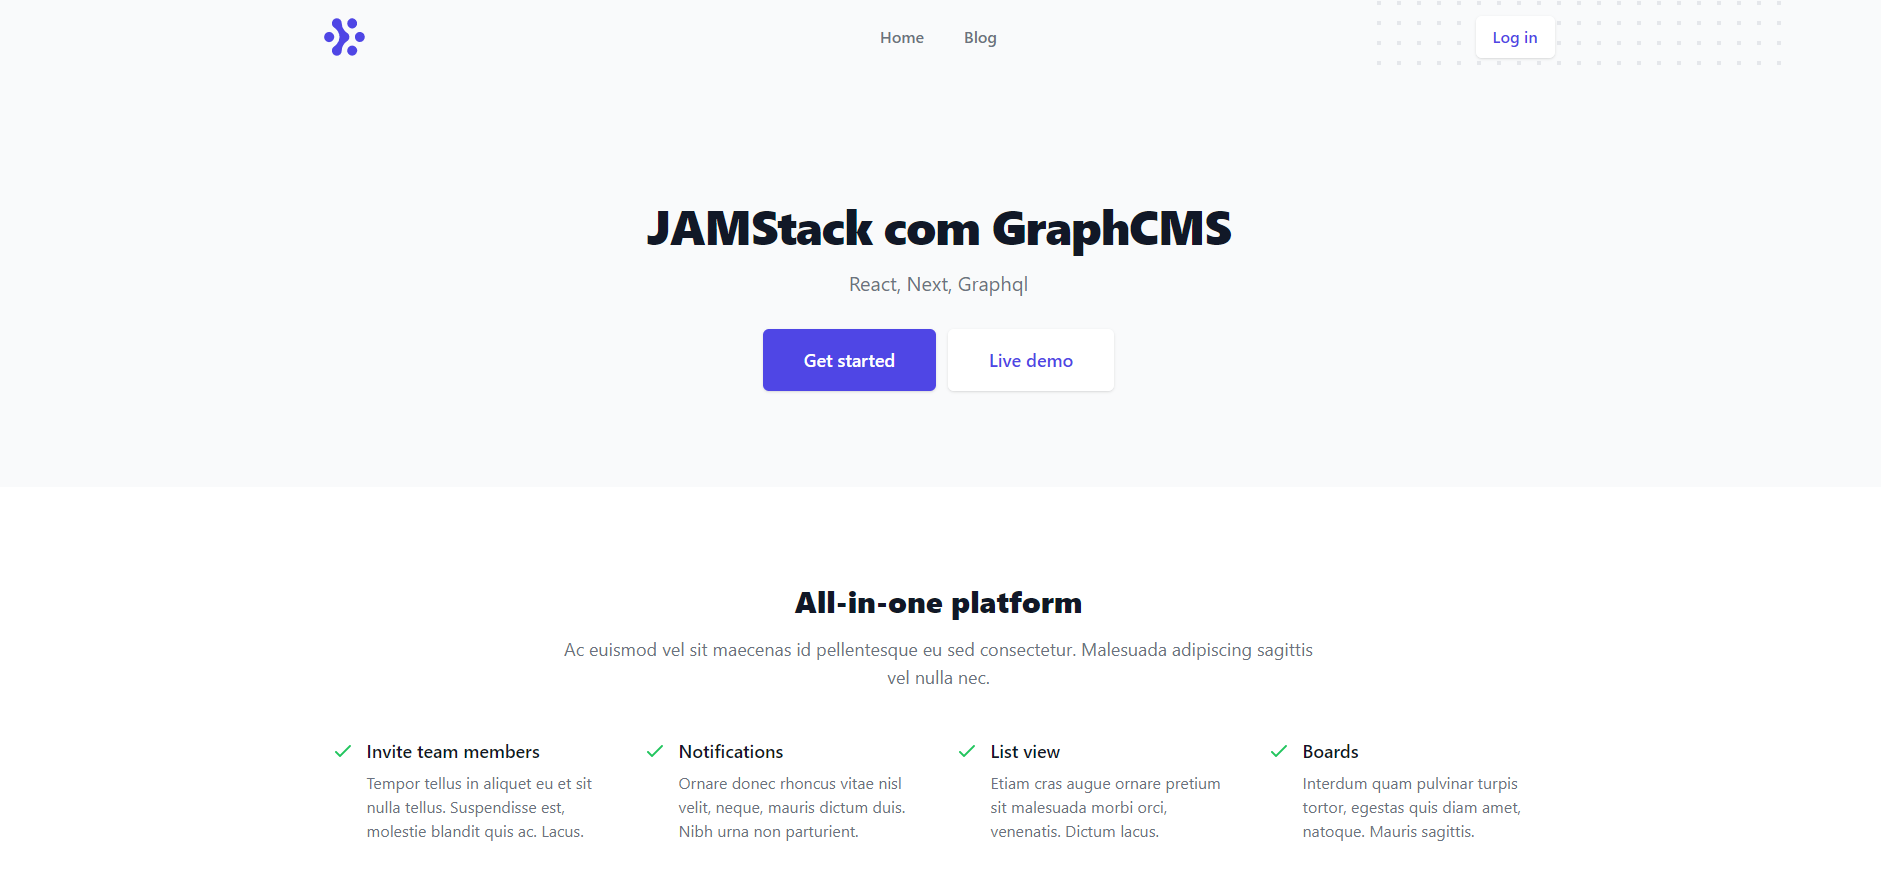 Home
Blog
Log in
JAMStack com GraphCMS
React, Next, Graphql
Get started
Live demo
All-in-one platform
Ac euismod vel sit maecenas id pellentesque eu sed consectetur. Malesuada adipiscing sagittis
vel nulla nec.
Invite team members
Tempor tellus in aliquet eu et sit
nulla tellus. Suspendisse est,
molestie blandit quis ac. Lacus.
Notifications
Ornare donec rhoncus vitae nisl
velit, neque, mauris dictum duis.
Nibh urna non parturient.
List view
Etiam cras augue ornare pretium
sit malesuada morbi orci,
venenatis. Dictum lacus.
Boards
Interdum quam pulvinar turpis
tortor, egestas quis diam amet,
natoque. Mauris sagittis.